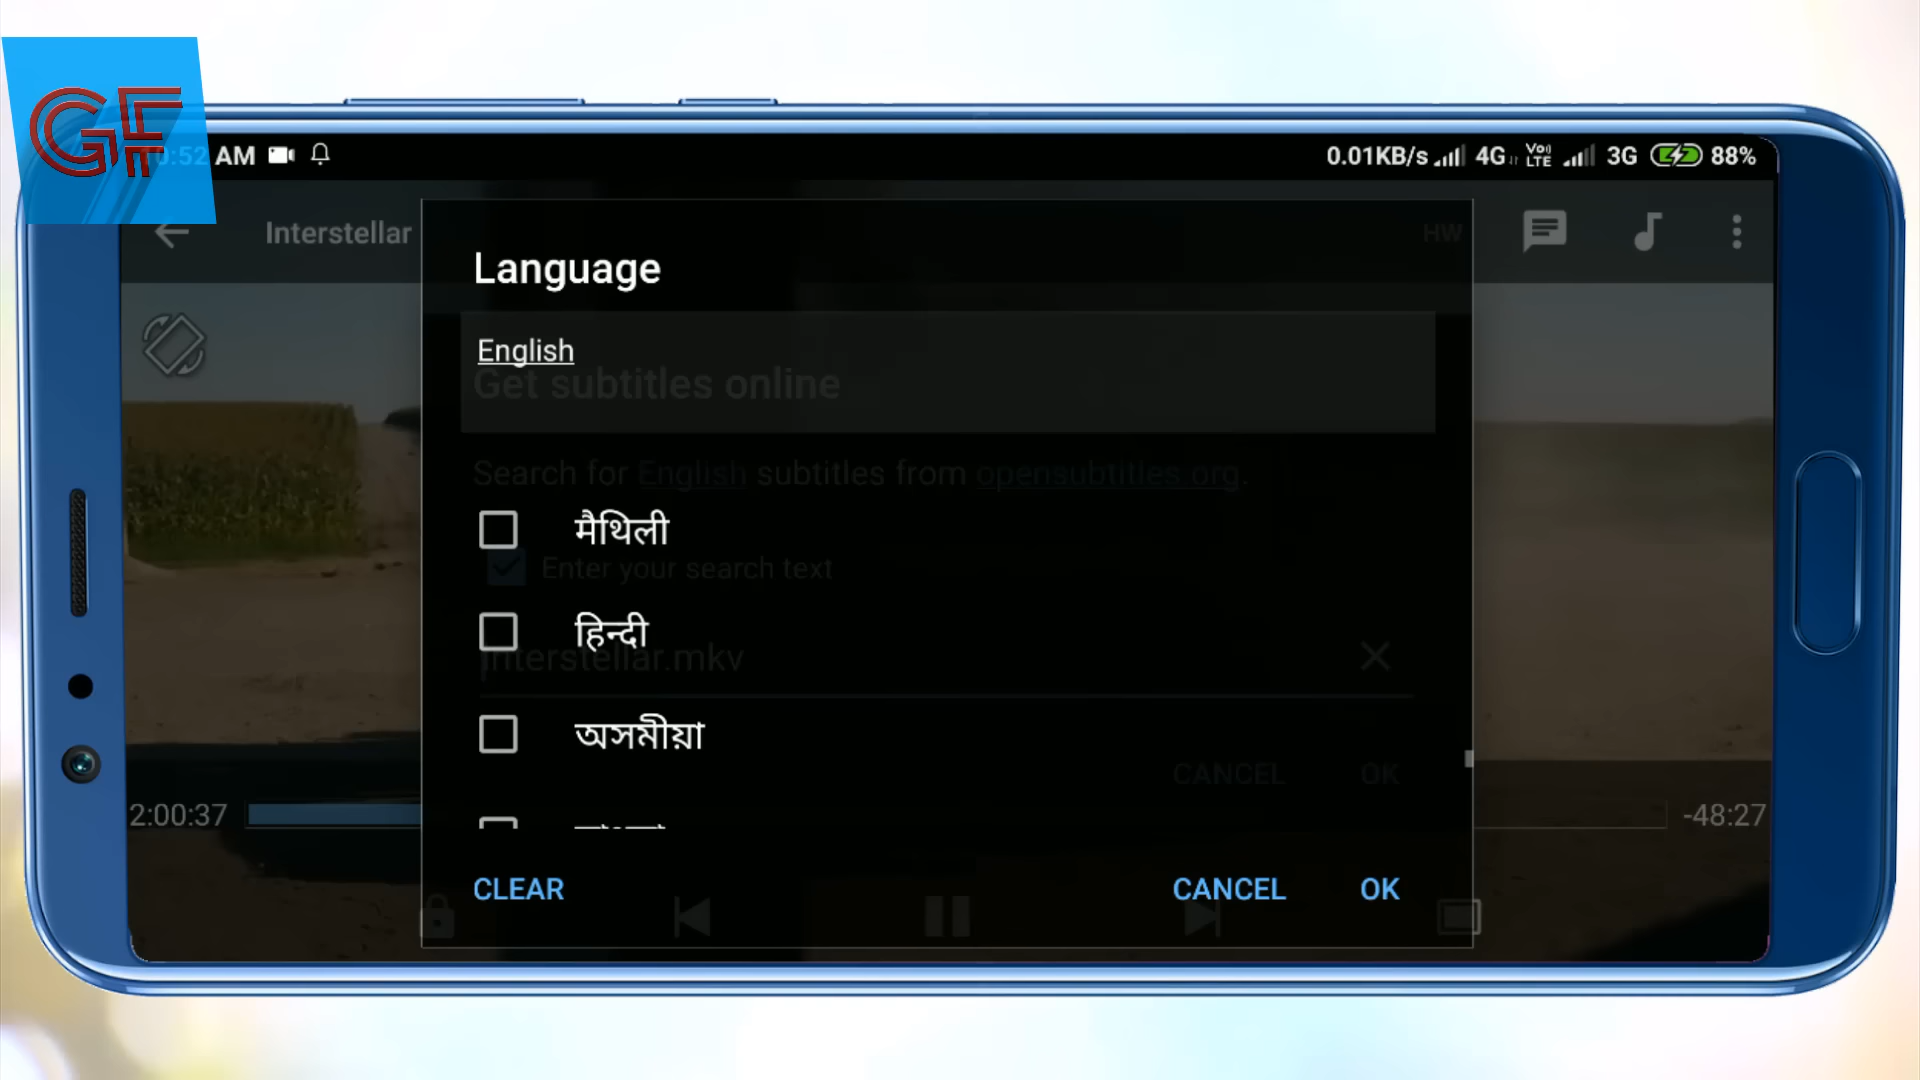 GF
10:52 AM
0.01KB/s 4G VoLTE 3G 88%
Interstellar
HW
Language
English
Get subtitles online
Search for English subtitles from opensubtitles.org.
मैथिली
Enter your search text
हिन्दी
Interstellar.mkv
অসমীয়া
CANCEL OK
2:00:37
-48:27
CLEAR CANCEL OK